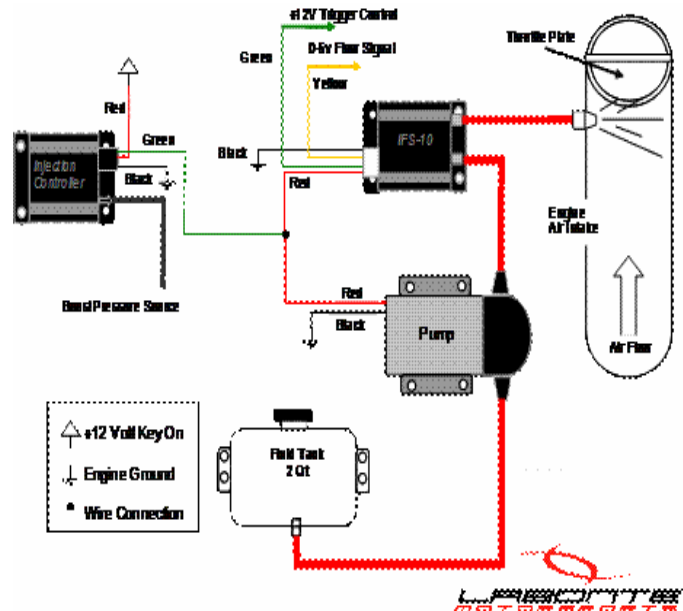 +12V Trigger Control
0-5v Flow Signal
Green
Yellow
Throttle Plate
Red
Green
Black
IFS-10
Injection
Controller
Black
Red
Engine
Air Intake
Boost Pressure Source
Red
Black
Pump
Air Flow
+12 Volt Key On
Engine Ground
Wire Connection
Fluid Tank
2 Qt